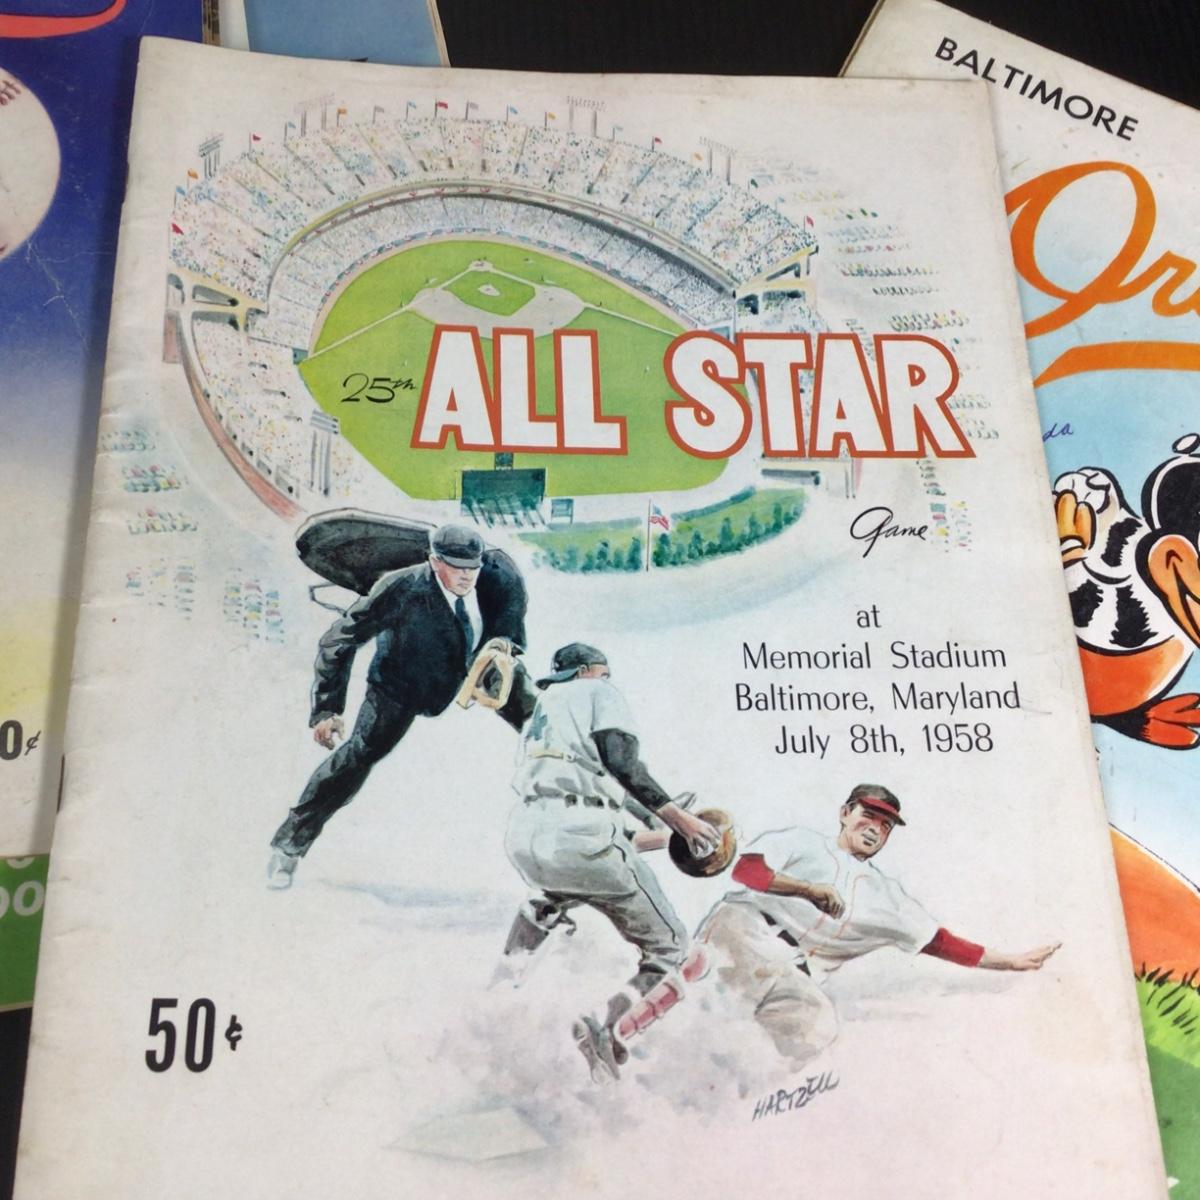 BALTIMORE
25th ALL STAR
Game
at
Memorial Stadium
Baltimore, Maryland
July 8th, 1958
50¢
HARTZELL